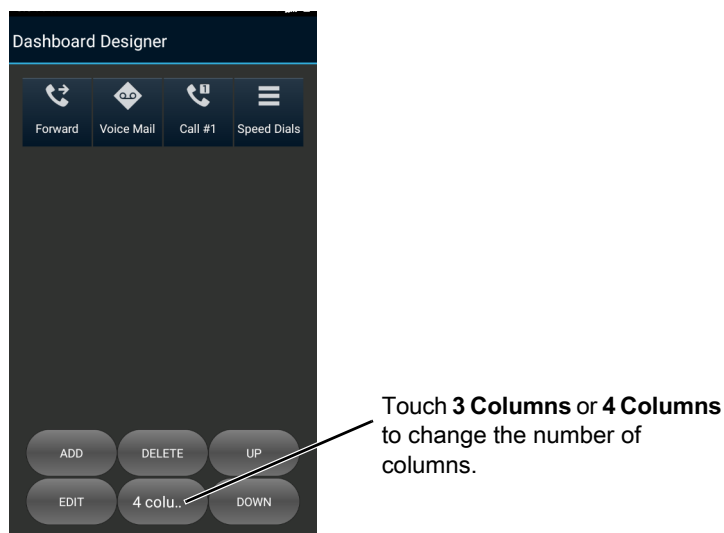 Dashboard Designer
Forward Voice Mail Call #1 Speed Dials
ADD DELETE UP
EDIT 4 colu.. DOWN
Touch 3 Columns or 4 Columns
to change the number of
columns.